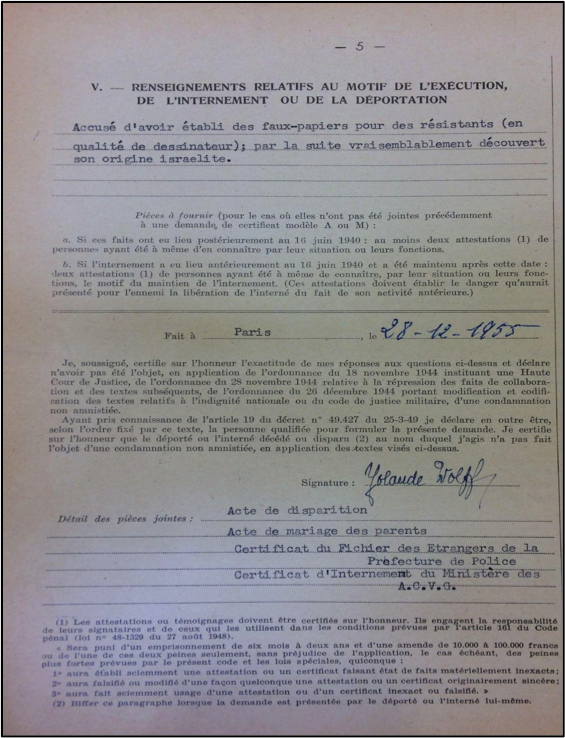 — 5 —
V. — RENSEIGNEMENTS RELATIFS AU MOTIF DE L'EXÉCUTION,
DE L'INTERNEMENT OU DE LA DÉPORTATION
Accusé d'avoir établi des faux-papiers pour des résistants (en
qualité de dessinateur); par la suite vraisemblablement découvert
son origine israelite.
Pièces à fournir (pour le cas où elles n'ont pas été jointes précédemment
à une demande, de certificat modèle A ou M) :
a. Si ces faits ont eu lieu postérieurement au 16 juin 1940 : au moins deux attestations (1) de
personnes ayant été à même d'en connaître par leur situation ou leurs fonctions.
b. Si l'internement a eu lieu antérieurement au 16 juin 1940 et a été maintenu après cette date :
deux attestations (1) de personnes ayant été à même de connaître, par leur situation ou leurs fonc-
tions, le motif du maintien de l'internement. (Ces attestations doivent établir le danger qu'aurait
présenté pour l'ennemi la libération de l'interné du fait de son activité antérieure.)
Fait à Paris, le 28-12-1955
Je, soussigné, certifie sur l'honneur l'exactitude de mes réponses aux questions ci-dessus et déclare
n'avoir pas été l'objet, en application de l'ordonnance du 18 novembre 1944 instituant une Haute
Cour de Justice, de l'ordonnance du 28 novembre 1944 relative à la répression des faits de collabora-
tion et des textes subséquents, de l'ordonnance du 26 décembre 1944 portant modification et codifi-
cation des textes relatifs à l'indignité nationale ou du code de justice militaire, d'une condamnation
non amnistiée.
Ayant pris connaissance de l'article 19 du décret n° 49.427 du 25-3-49 je déclare en outre être,
selon l'ordre fixé par ce texte, la personne qualifiée pour formuler la présente demande. Je certifie
sur l'honneur que le déporté ou l'interné décédé ou disparu (2) au nom duquel j'agis n'a pas fait
l'objet d'une condamnation non amnistiée, en application des textes visés ci-dessus.
Signature : Yolande Wolff
Détail des pièces jointes : Acte de disparition
Acte de mariage des parents
Certificat du Fichier des Etrangers de la
Préfecture de Police
Certificat d'Internement du Ministère des
A.C.V.G.
(1) Les attestations ou témoignages doivent être certifiés sur l'honneur. Ils engagent la responsabilité
de leurs signataires et de ceux qui les utilisent dans les conditions prévues par l'article 161 du Code
pénal (loi n° 48-1329 du 27 août 1948).
« Sera puni d'un emprisonnement de six mois à deux ans et d'une amende de 10.000 à 100.000 francs
ou de l'une de ces deux peines seulement, sans préjudice de l'application, le cas échéant, des peines
plus fortes prévues par le présent code et les lois spéciales, quiconque :
1° aura établi sciemment une attestation ou un certificat faisant état de faits matériellement inexacts;
2° aura falsifié ou modifié d'une façon quelconque une attestation ou un certificat originairement sincère;
3° aura fait sciemment usage d'une attestation ou d'un certificat inexact ou falsifié. »
(2) Biffer ce paragraphe lorsque la demande est présentée par le déporté ou l'interné lui-même.